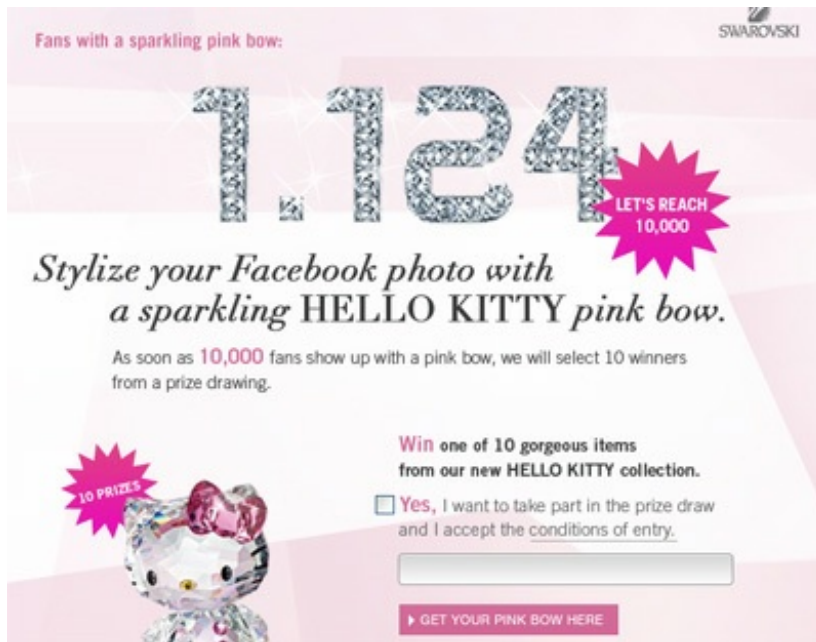 SWAROVSKI
Fans with a sparkling pink bow:
1.124
LET'S REACH
10,000
Stylize your Facebook photo with
a sparkling HELLO KITTY pink bow.
As soon as 10,000 fans show up with a pink bow, we will select 10 winners
from a prize drawing.
10 PRIZES
Win one of 10 gorgeous items
from our new HELLO KITTY collection.
Yes, I want to take part in the prize draw
and I accept the conditions of entry.
GET YOUR PINK BOW HERE